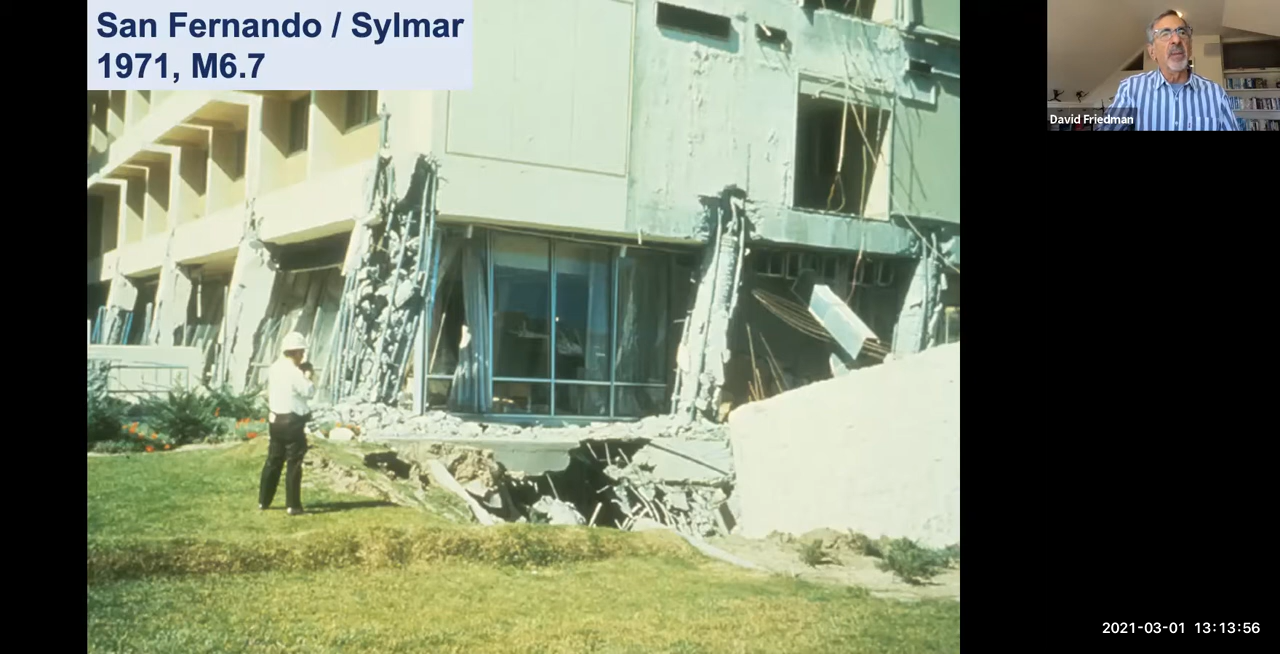 San Fernando / Sylmar
1971, M6.7
David Friedman
2021-03-01 13:13:56